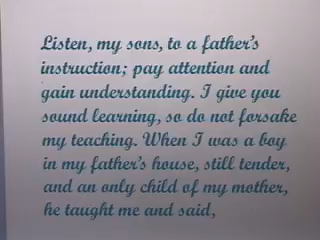 Listen, my sons, to a father's
instruction; pay attention and
gain understanding. I give you
sound learning, so do not forsake
my teaching. When I was a boy
in my father's house, still tender,
and an only child of my mother,
he taught me and said,